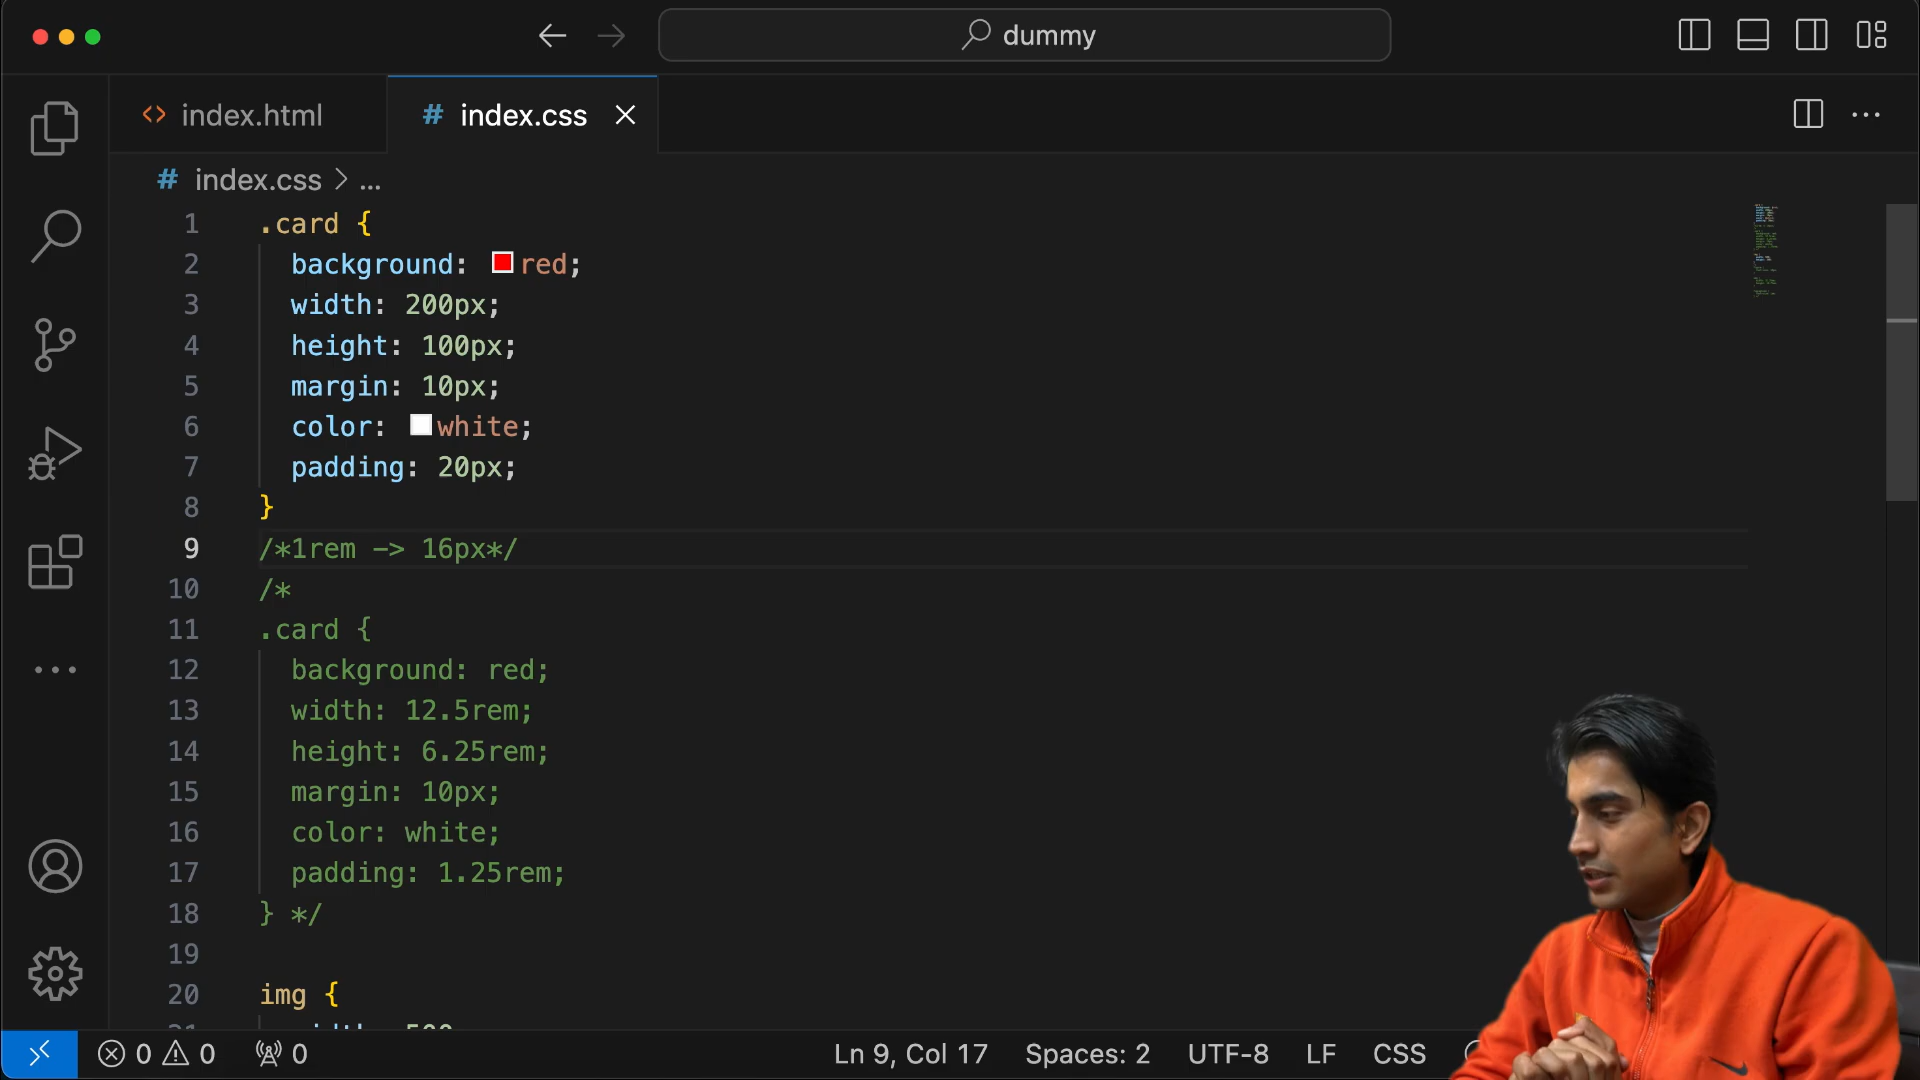 dummy
index.html
# index.css
# index.css > ...
1 .card {
2 background: red;
3 width: 200px;
4 height: 100px;
5 margin: 10px;
6 color: white;
7 padding: 20px;
8 }
9 /*1rem -> 16px*/
10 /*
11 .card {
12 background: red;
13 width: 12.5rem;
14 height: 6.25rem;
15 margin: 10px;
16 color: white;
17 padding: 1.25rem;
18 } */
19
20 img {
0 0 0 Ln 9, Col 17 Spaces: 2 UTF-8 LF CSS